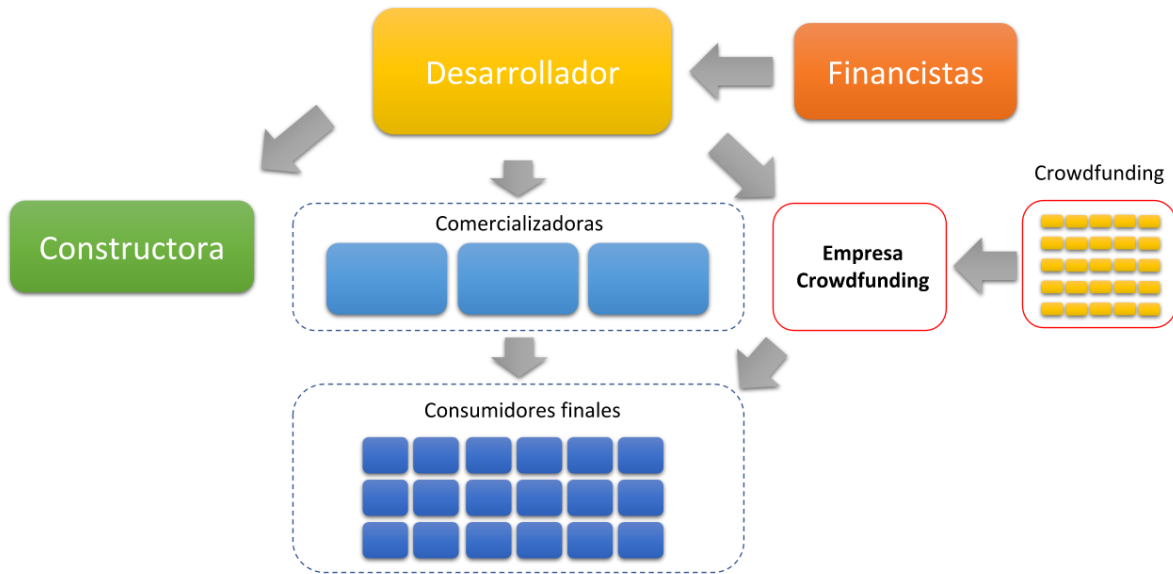 Desarrollador
Financistas
Crowdfunding
Constructora
Comercializadoras
Empresa
Crowdfunding
Consumidores finales